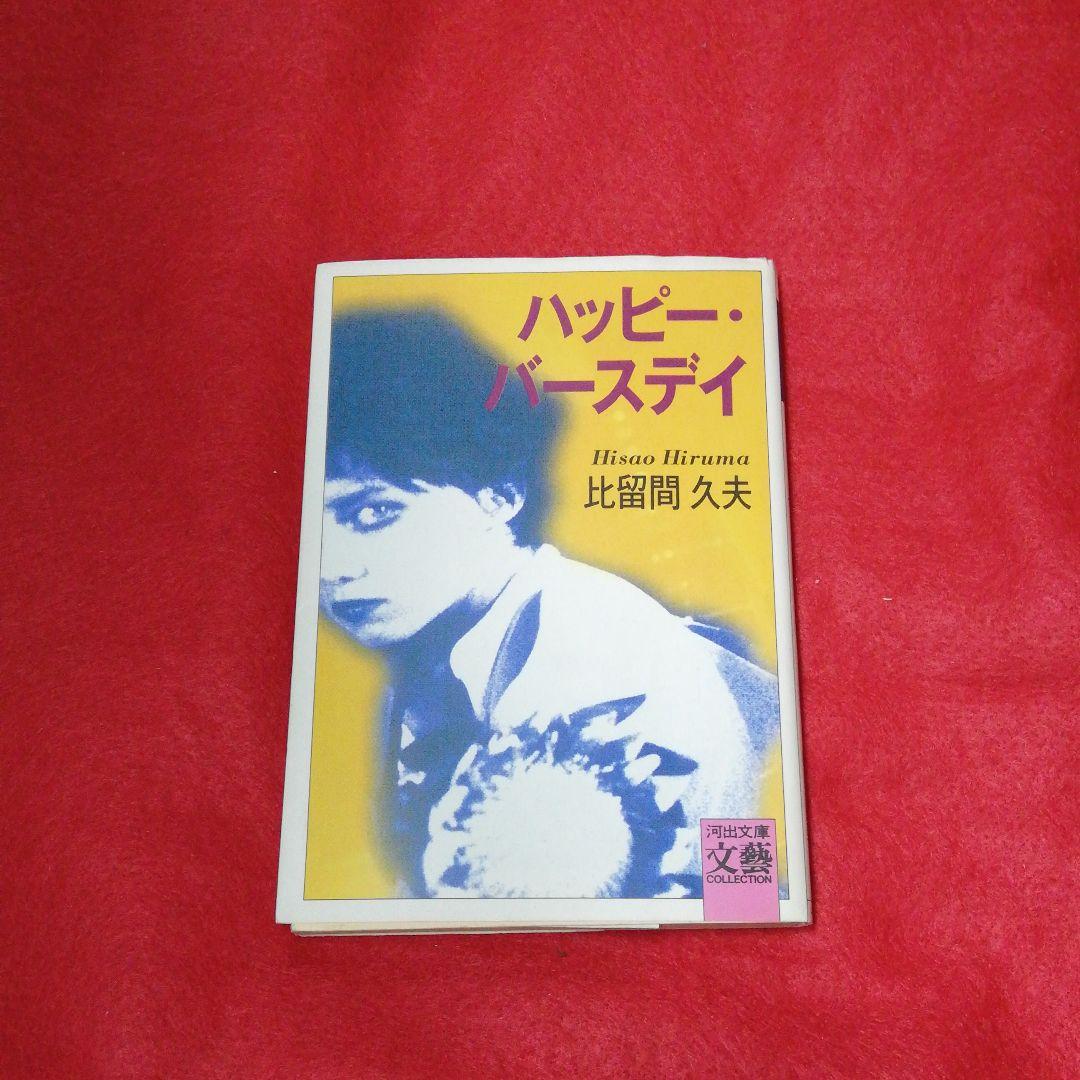 ハッピー・
バースデイ
Hisao Hiruma
比留間 久夫
河出文庫
文藝
COLLECTION